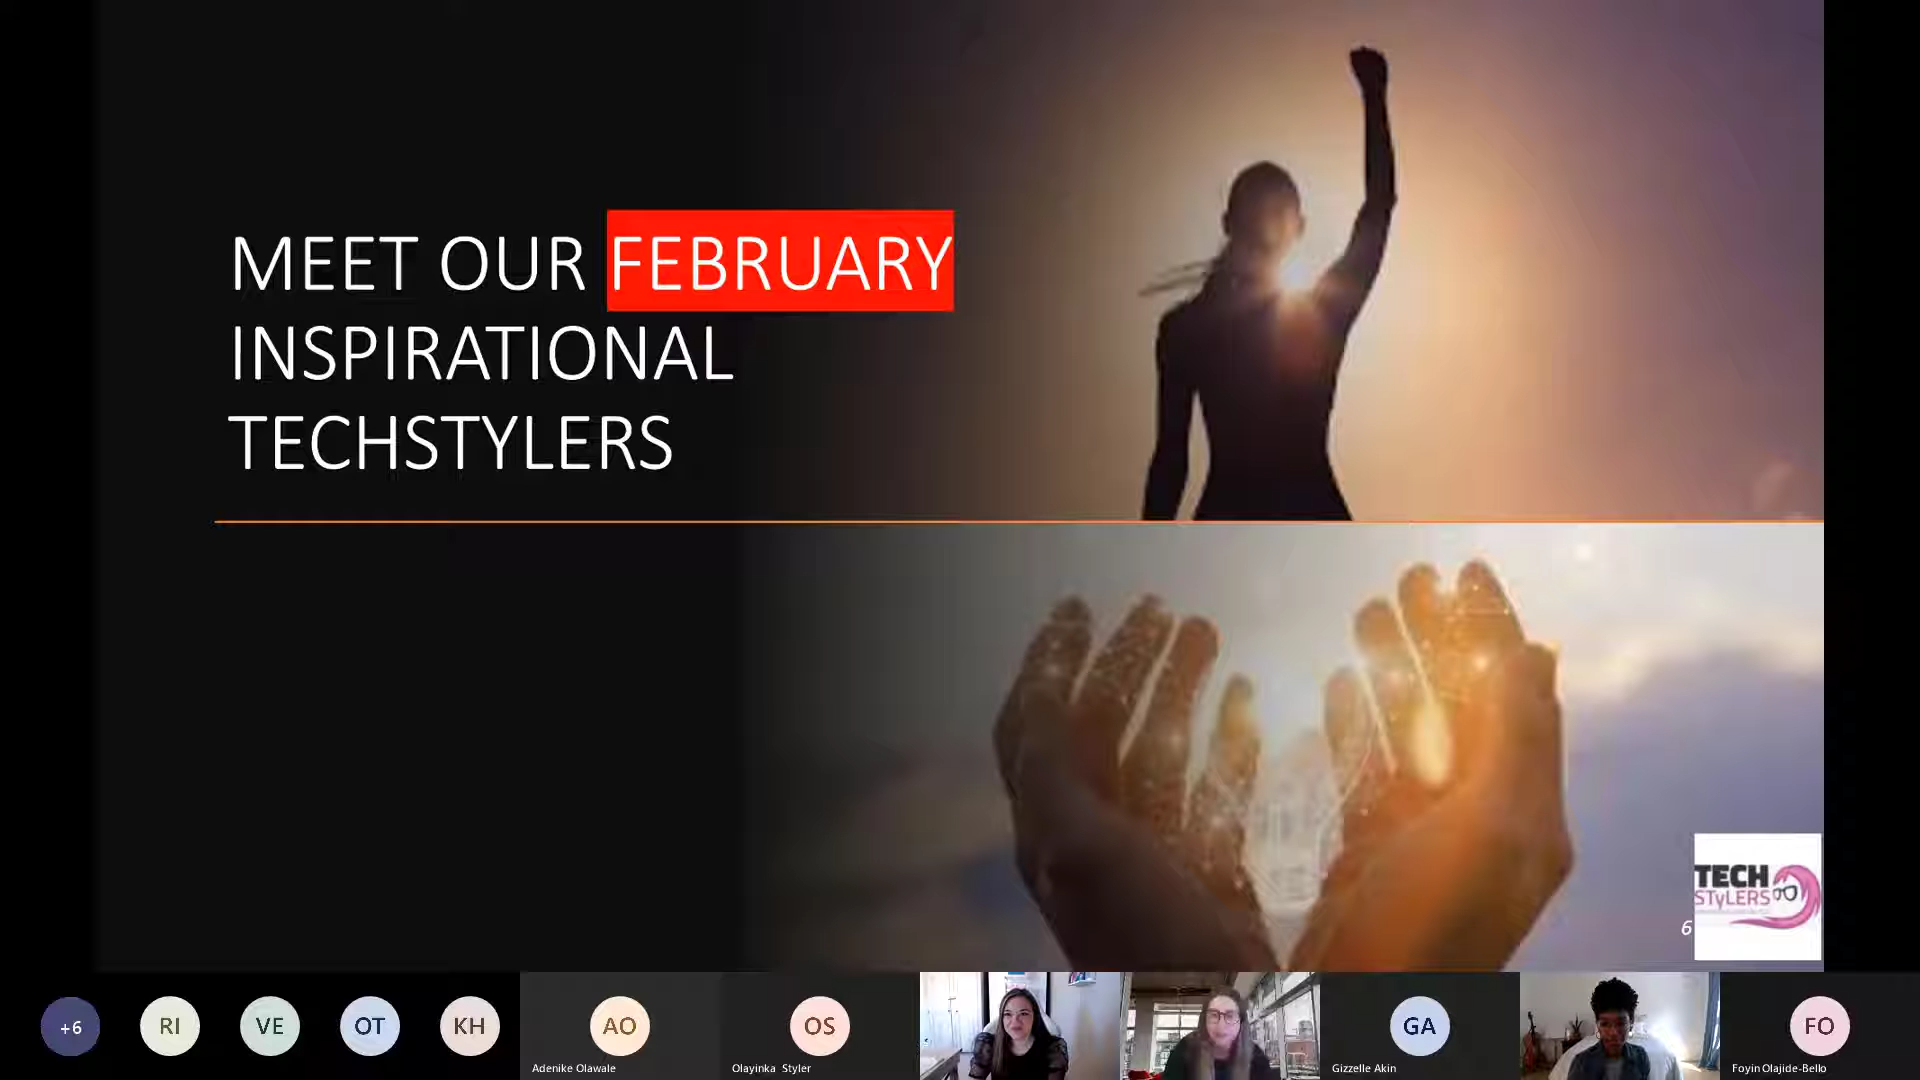 MEET OUR FEBRUARY
INSPIRATIONAL
TECHSTYLERS
TECH
STyLERS
6
+6
RI
VE
OT
KH
AO
Adenike Olawale
OS
Olayinka Styler
GA
Gizzelle Akin
FO
Foyin Olajide-Bello